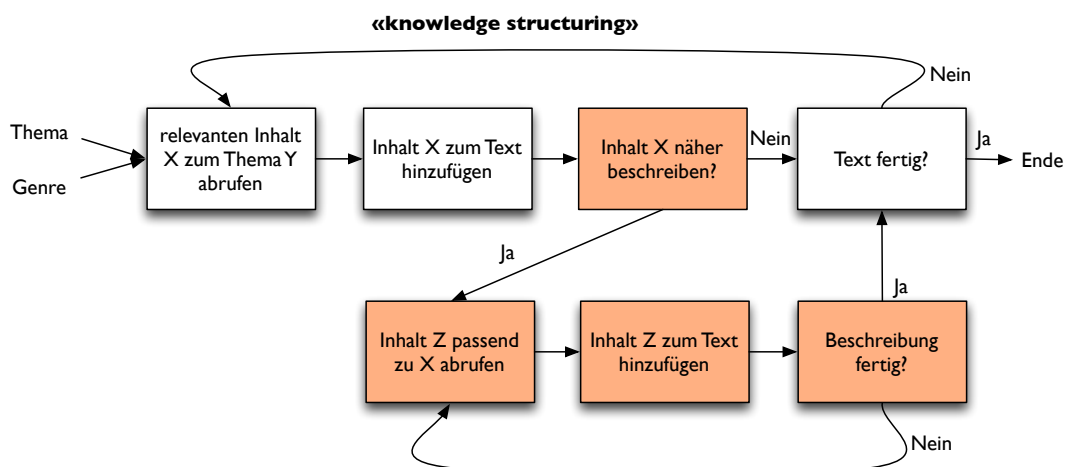 «knowledge structuring»
Nein
Thema
Genre
relevanten Inhalt
X zum Thema Y
abrufen
Inhalt X zum Text
hinzufügen
Inhalt X näher
beschreiben?
Nein
Text fertig?
Ja
Ende
Ja
Ja
Inhalt Z passend
zu X abrufen
Inhalt Z zum Text
hinzufügen
Beschreibung
fertig?
Nein